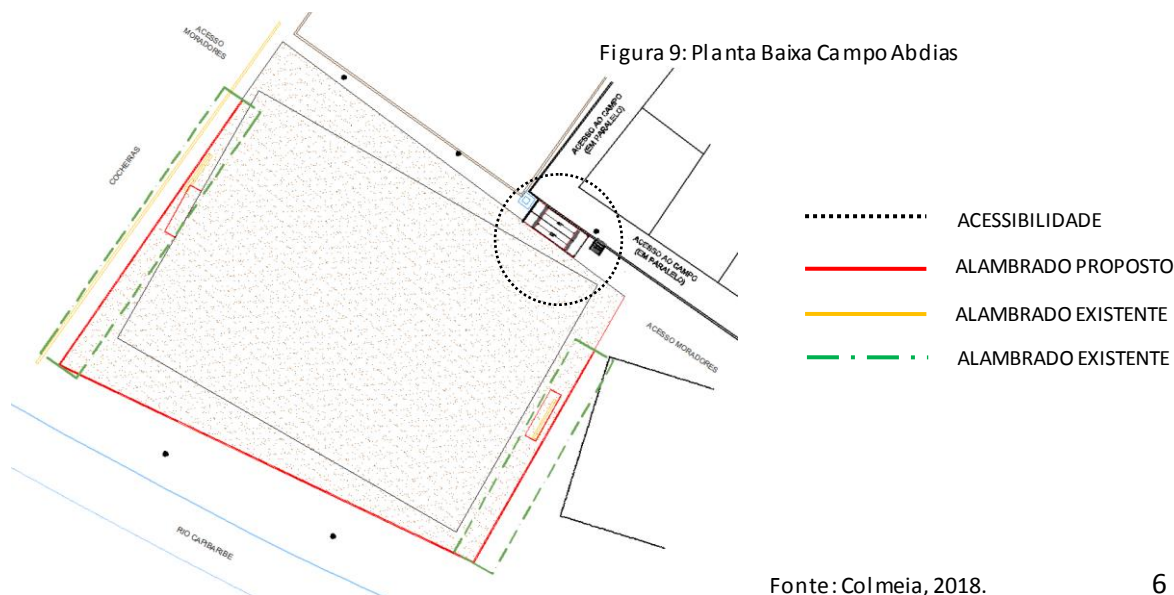 Figura 9: Planta Baixa Campo Abdias
ACESSO
MORADORES
COCHEIRAS
ACESSO AO CAMPO
(EM PARALELO)
ACESSO AO CAMPO
(EM PARALELO)
ACESSO MORADORES
RIO CAPIBARIBE
ACESSIBILIDADE
ALAMBRADO PROPOSTO
ALAMBRADO EXISTENTE
ALAMBRADO EXISTENTE
Fonte: Colmeia, 2018.
6